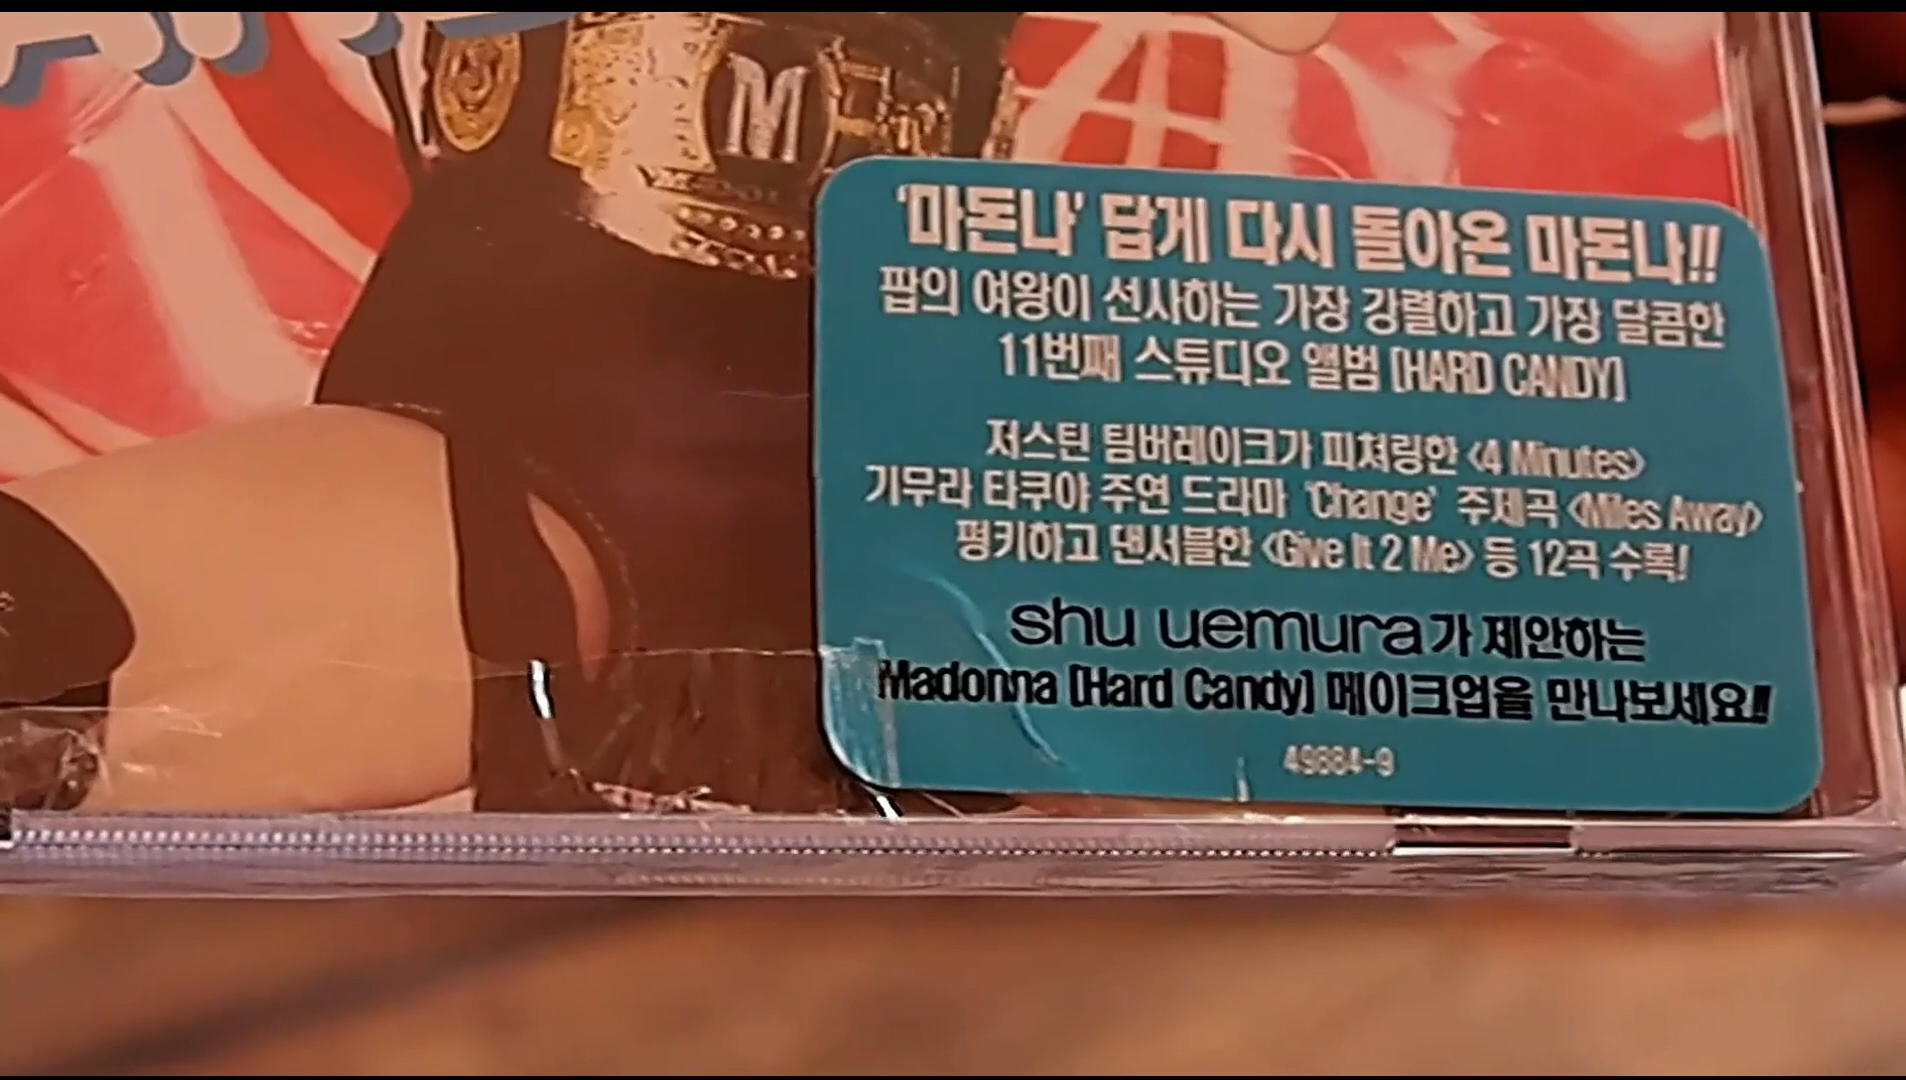 M
'마돈나' 답게 다시 돌아온 마돈나!!
팝의 여왕이 선사하는 가장 강렬하고 가장 달콤한
11번째 스튜디오 앨범 [HARD CANDY]
저스틴 팀버레이크가 피쳐링한 <4 Minutes>
기무라 타쿠야 주연 드라마 'Change' 주제곡 <Miles Away>
펑키하고 댄서블한 <Give It 2 Me> 등 12곡 수록!
shu uemura가 제안하는
Madonna [Hard Candy] 메이크업을 만나보세요!!
49884-9